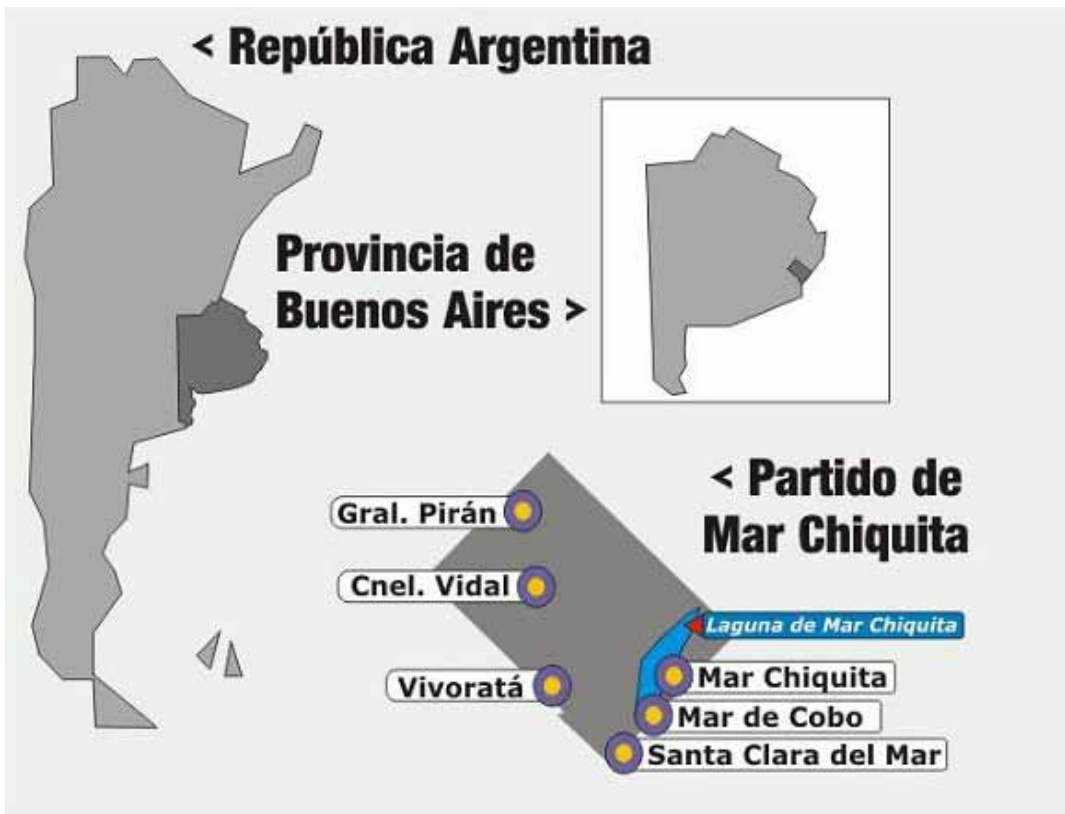 < República Argentina
Provincia de
Buenos Aires >
< Partido de
Mar Chiquita
Gral. Pirán
Cnel. Vidal
Laguna de Mar Chiquita
Vivoratá
Mar Chiquita
Mar de Cobo
Santa Clara del Mar